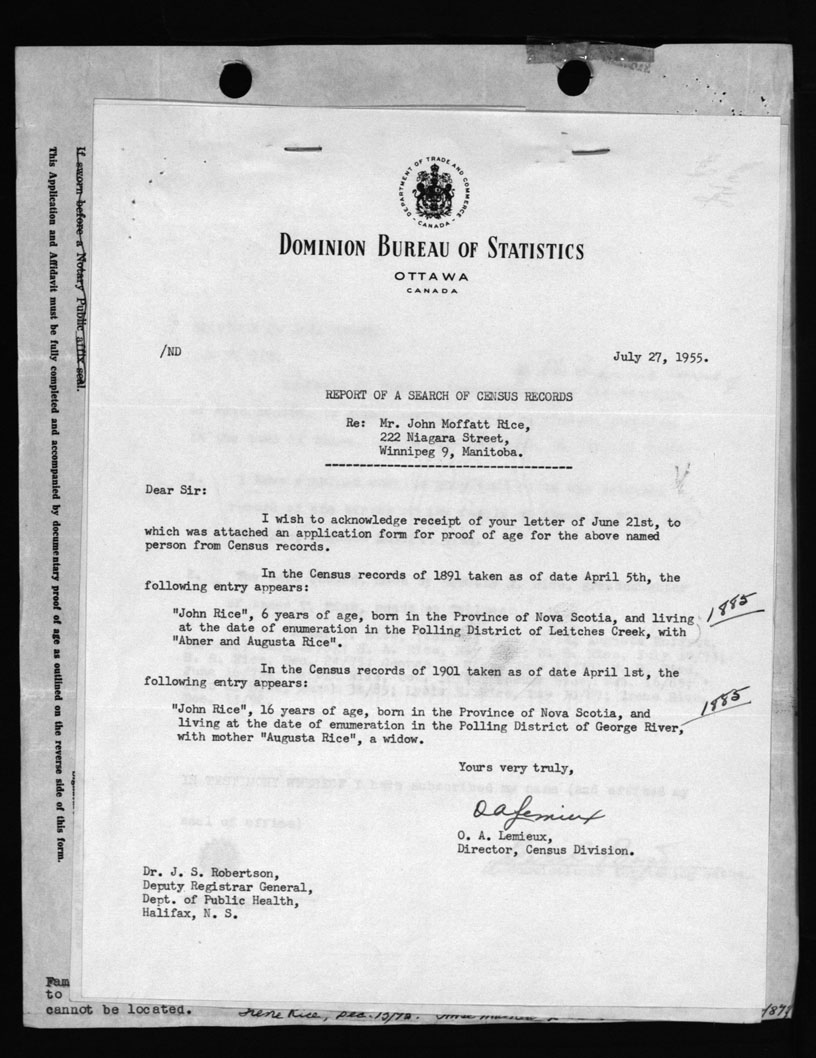 DEPARTMENT OF TRADE AND COMMERCE
CANADA
DOMINION BUREAU OF STATISTICS
OTTAWA
CANADA
/ND
July 27, 1955.
REPORT OF A SEARCH OF CENSUS RECORDS
Re: Mr. John Moffatt Rice,
222 Niagara Street,
Winnipeg 9, Manitoba.
Dear Sir:
I wish to acknowledge receipt of your letter of June 21st, to
which was attached an application form for proof of age for the above named
person from Census records.
In the Census records of 1891 taken as of date April 5th, the
following entry appears:
"John Rice", 6 years of age, born in the Province of Nova Scotia, and living
at the date of enumeration in the Polling District of Leitches Creek, with
"Abner and Augusta Rice".
1885
In the Census records of 1901 taken as of date April 1st, the
following entry appears:
"John Rice", 16 years of age, born in the Province of Nova Scotia, and
living at the date of enumeration in the Polling District of George River,
with mother "Augusta Rice", a widow.
1885
Yours very truly,
O A Lemieux
O. A. Lemieux,
Director, Census Division.
Dr. J. S. Robertson,
Deputy Registrar General,
Dept. of Public Health,
Halifax, N. S.
If sworn before a Notary Public affix seal.
This Application and Affidavit must be fully completed and accompanied by documentary proof of age as outlined on the reverse side of this form.
Fam
to
cannot be located.
Irene Rice, Dec.